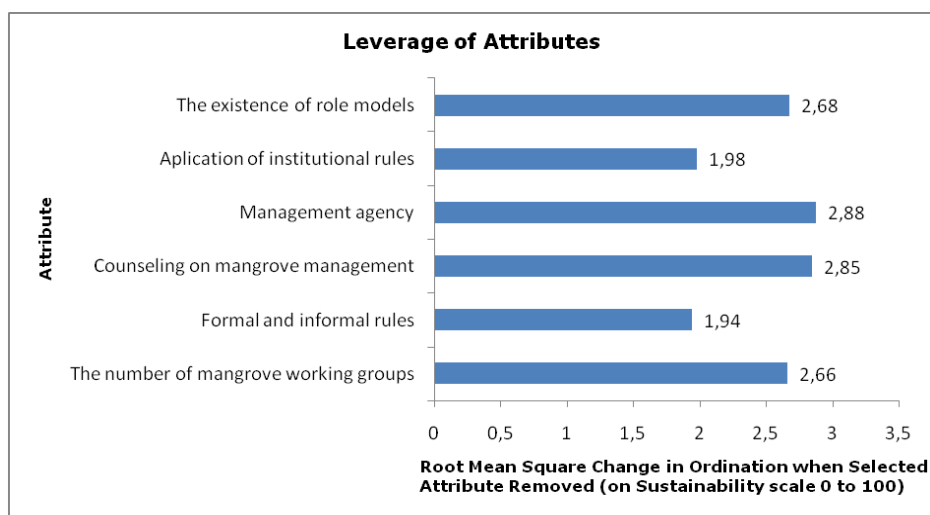 Leverage of Attributes
Attribute
The existence of role models
2,68
Aplication of institutional rules
1,98
Management agency
2,88
Counseling on mangrove management
2,85
Formal and informal rules
1,94
The number of mangrove working groups
2,66
0 0,5 1 1,5 2 2,5 3 3,5
Root Mean Square Change in Ordination when Selected
Attribute Removed (on Sustainability scale 0 to 100)